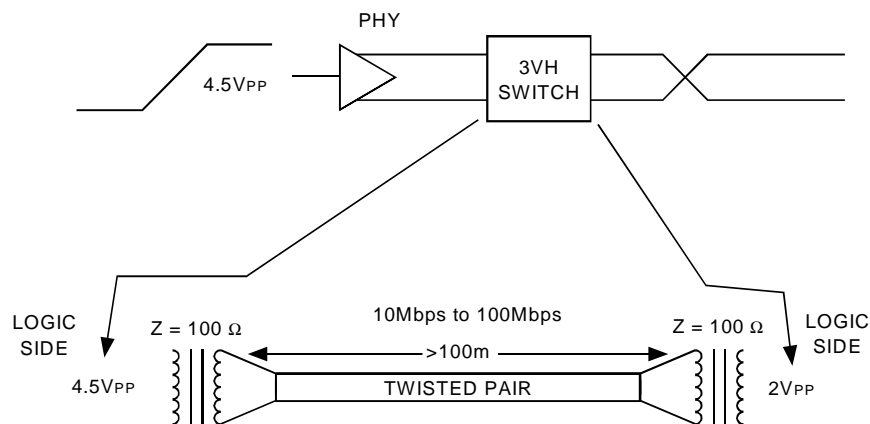 PHY
4.5VPP
3VH
SWITCH
10Mbps to 100Mbps
LOGIC
SIDE
Z = 100 Ω
Z = 100 Ω
LOGIC
SIDE
>100m
4.5VPP
TWISTED PAIR
2VPP